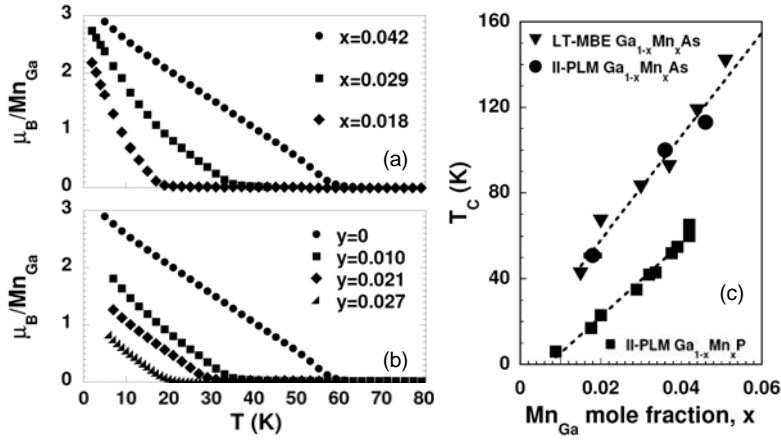 3
2
1
0
μB/MnGa
x=0.042
x=0.029
x=0.018
(a)
3
2
1
0
μB/MnGa
y=0
y=0.010
y=0.021
y=0.027
(b)
0 10 20 30 40 50 60 70 80
T (K)
160
120
80
40
0
TC (K)
LT-MBE Ga1-xMnxAs
II-PLM Ga1-xMnxAs
(c)
II-PLM Ga1-xMnxP
0 0.02 0.04 0.06
MnGa mole fraction, x